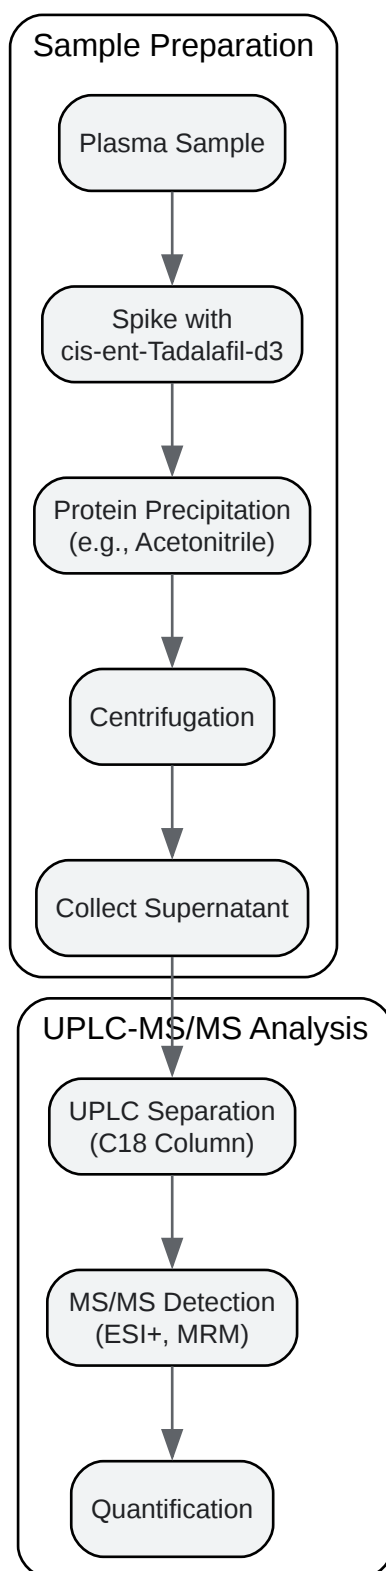 Sample Preparation
Plasma Sample
Spike with
cis-ent-Tadalafil-d3
Protein Precipitation
(e.g., Acetonitrile)
Centrifugation
Collect Supernatant
UPLC-MS/MS Analysis
UPLC Separation
(C18 Column)
MS/MS Detection
(ESI+, MRM)
Quantification